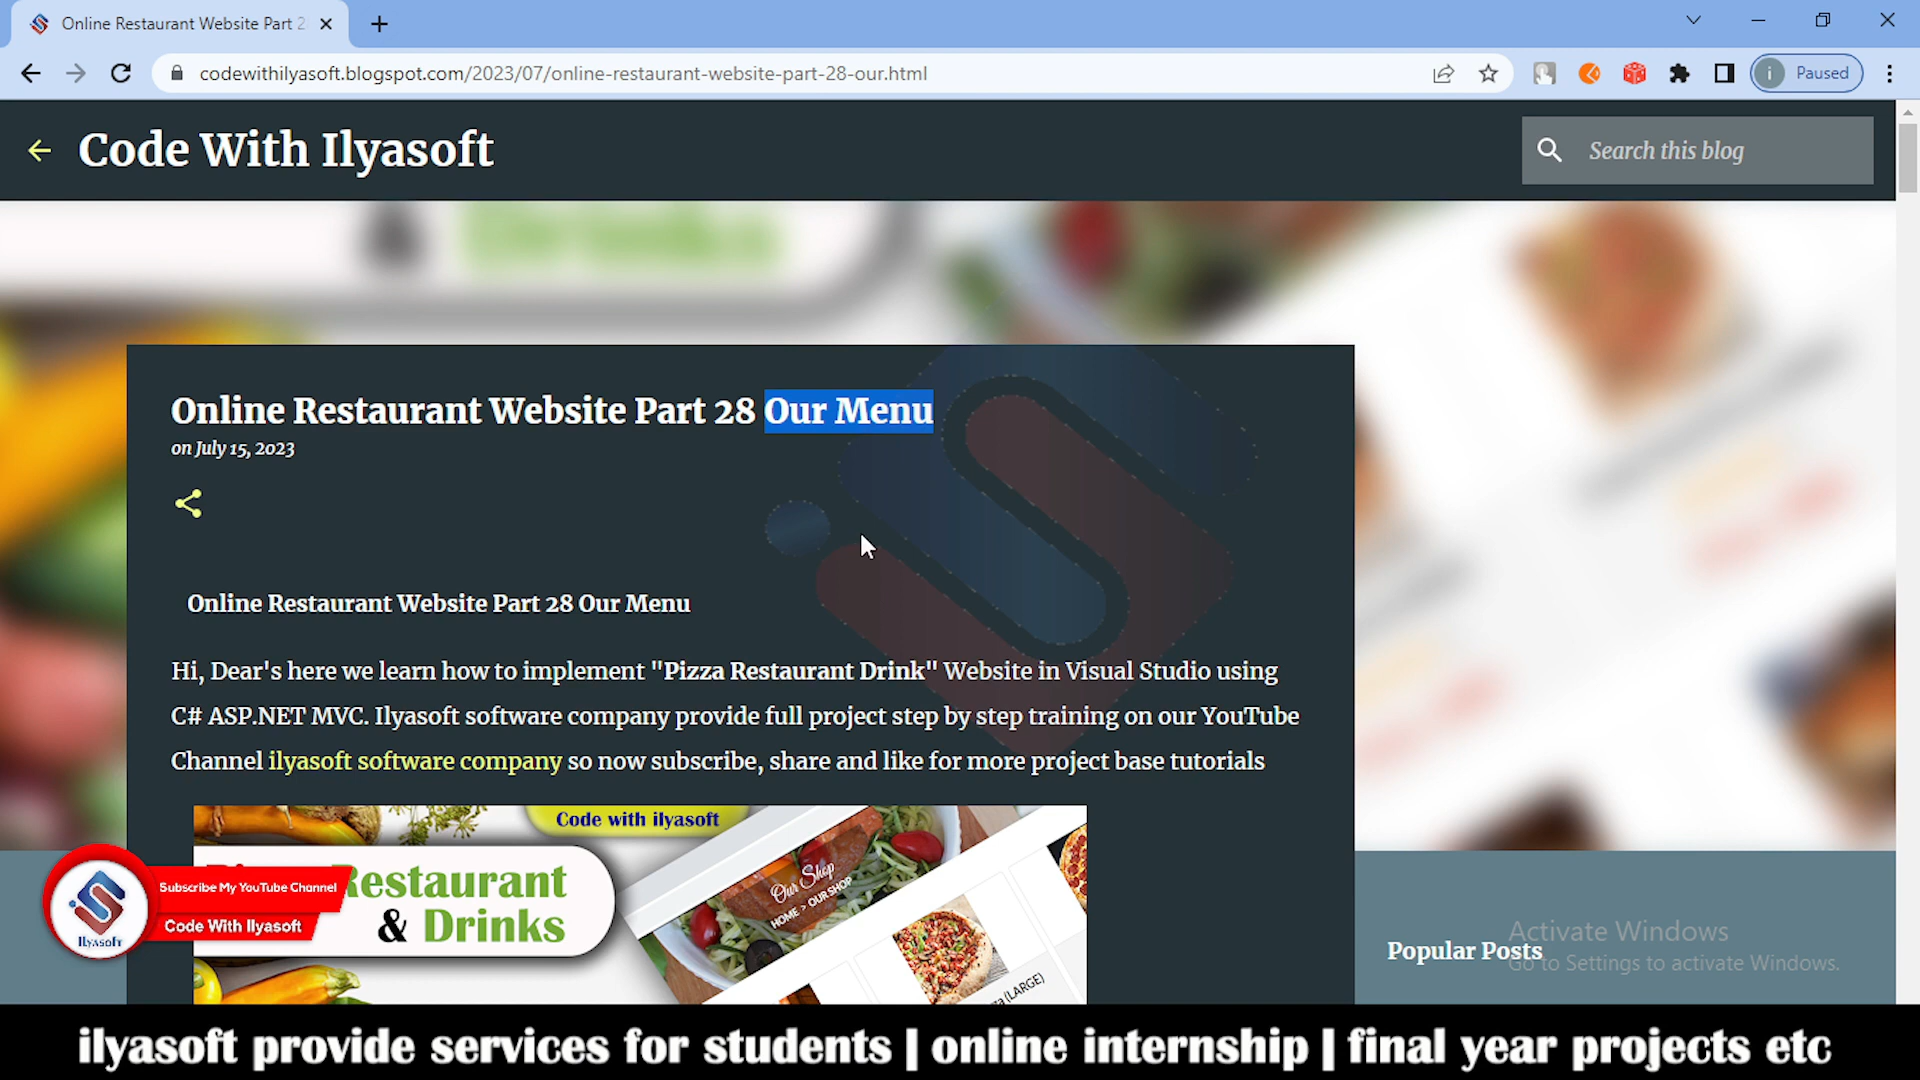 Online Restaurant Website Part 2
codewithilyasoft.blogspot.com/2023/07/online-restaurant-website-part-28-our.html
i Paused
Code With Ilyasoft
Search this blog
& Drinks
Online Restaurant Website Part 28 Our Menu
on July 15, 2023
Online Restaurant Website Part 28 Our Menu
Hi, Dear's here we learn how to implement "Pizza Restaurant Drink" Website in Visual Studio using
C# ASP.NET MVC. Ilyasoft software company provide full project step by step training on our YouTube
Channel ilyasoft software company so now subscribe, share and like for more project base tutorials
Code with ilyasoft
Restaurant
& Drinks
Our Shop
HOME > OUR SHOP
(LARGE)
Subscribe My YouTube Channel
Code With Ilyasoft
Ilyasoft
Popular Posts
Activate Windows
Go to Settings to activate Windows.
ilyasoft provide services for students | online internship | final year projects etc